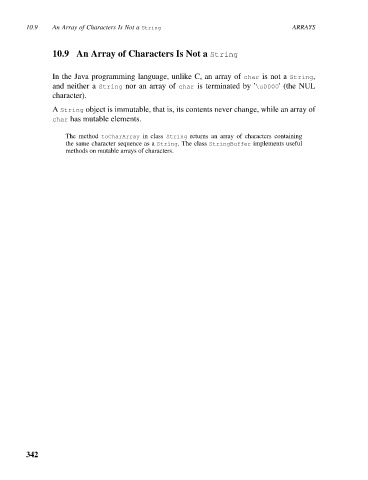 10.9 An Array of Characters Is Not a String ARRAYS
10.9 An Array of Characters Is Not a String
In the Java programming language, unlike C, an array of char is not a String,
and neither a String nor an array of char is terminated by '\u0000' (the NUL
character).
A String object is immutable, that is, its contents never change, while an array of
char has mutable elements.
The method toCharArray in class String returns an array of characters containing
the same character sequence as a String. The class StringBuffer implements useful
methods on mutable arrays of characters.
342